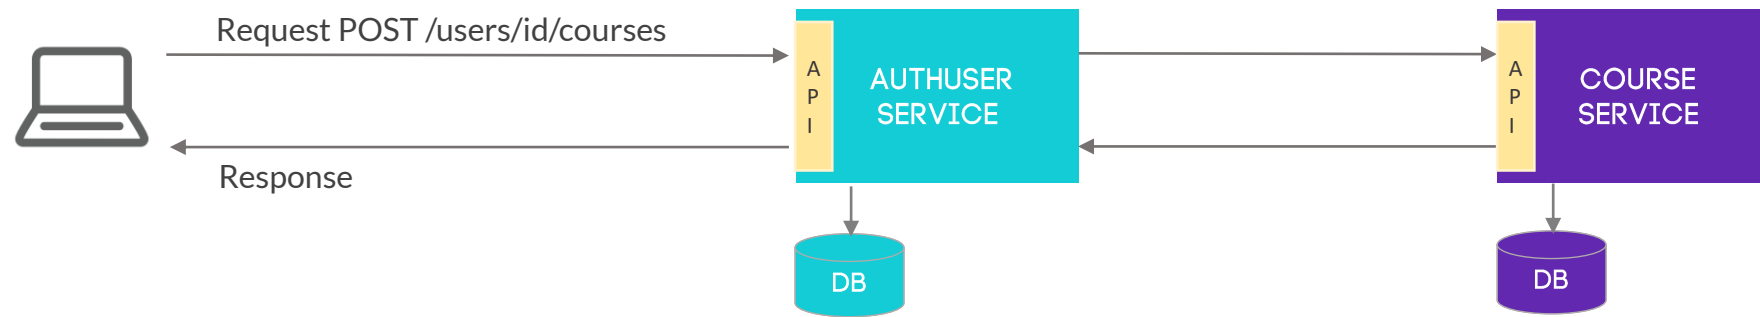 Request POST /users/id/courses
Response
A
P
I
AUTHUSER
SERVICE
DB
A
P
I
COURSE
SERVICE
DB